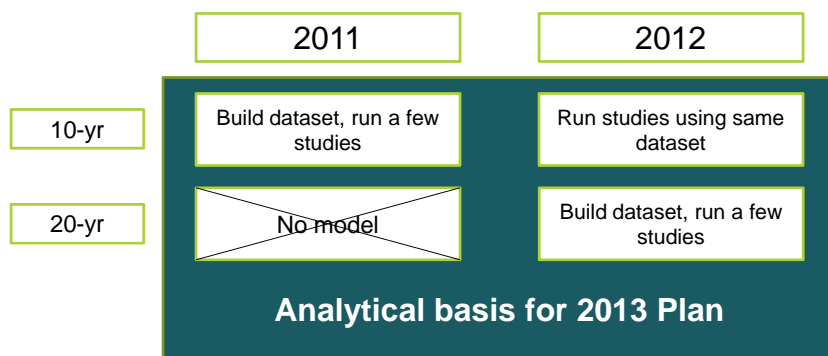 2011 2012
10-yr Build dataset, run a few Run studies using same
studies dataset
20-yr No model Build dataset, run a few
studies
Analytical basis for 2013 Plan